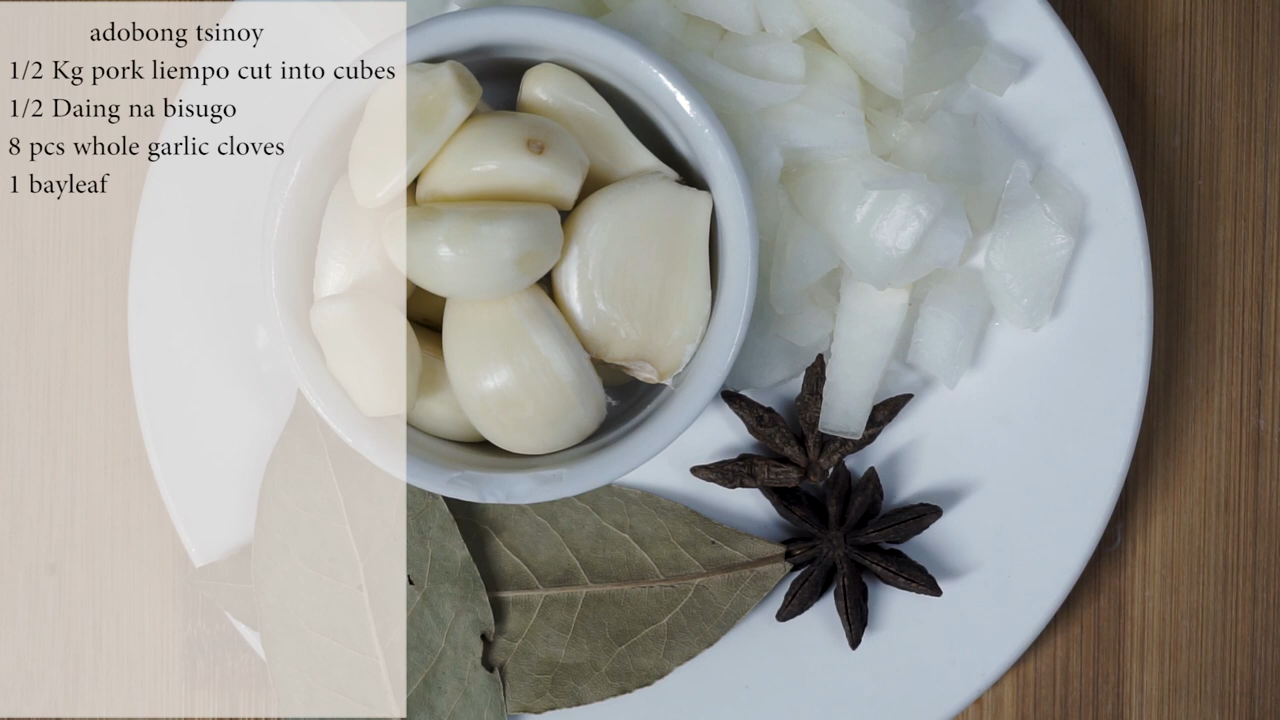 adobong tsinoy
1/2 Kg pork liempo cut into cubes
1/2 Daing na bisugo
8 pcs whole garlic cloves
1 bayleaf